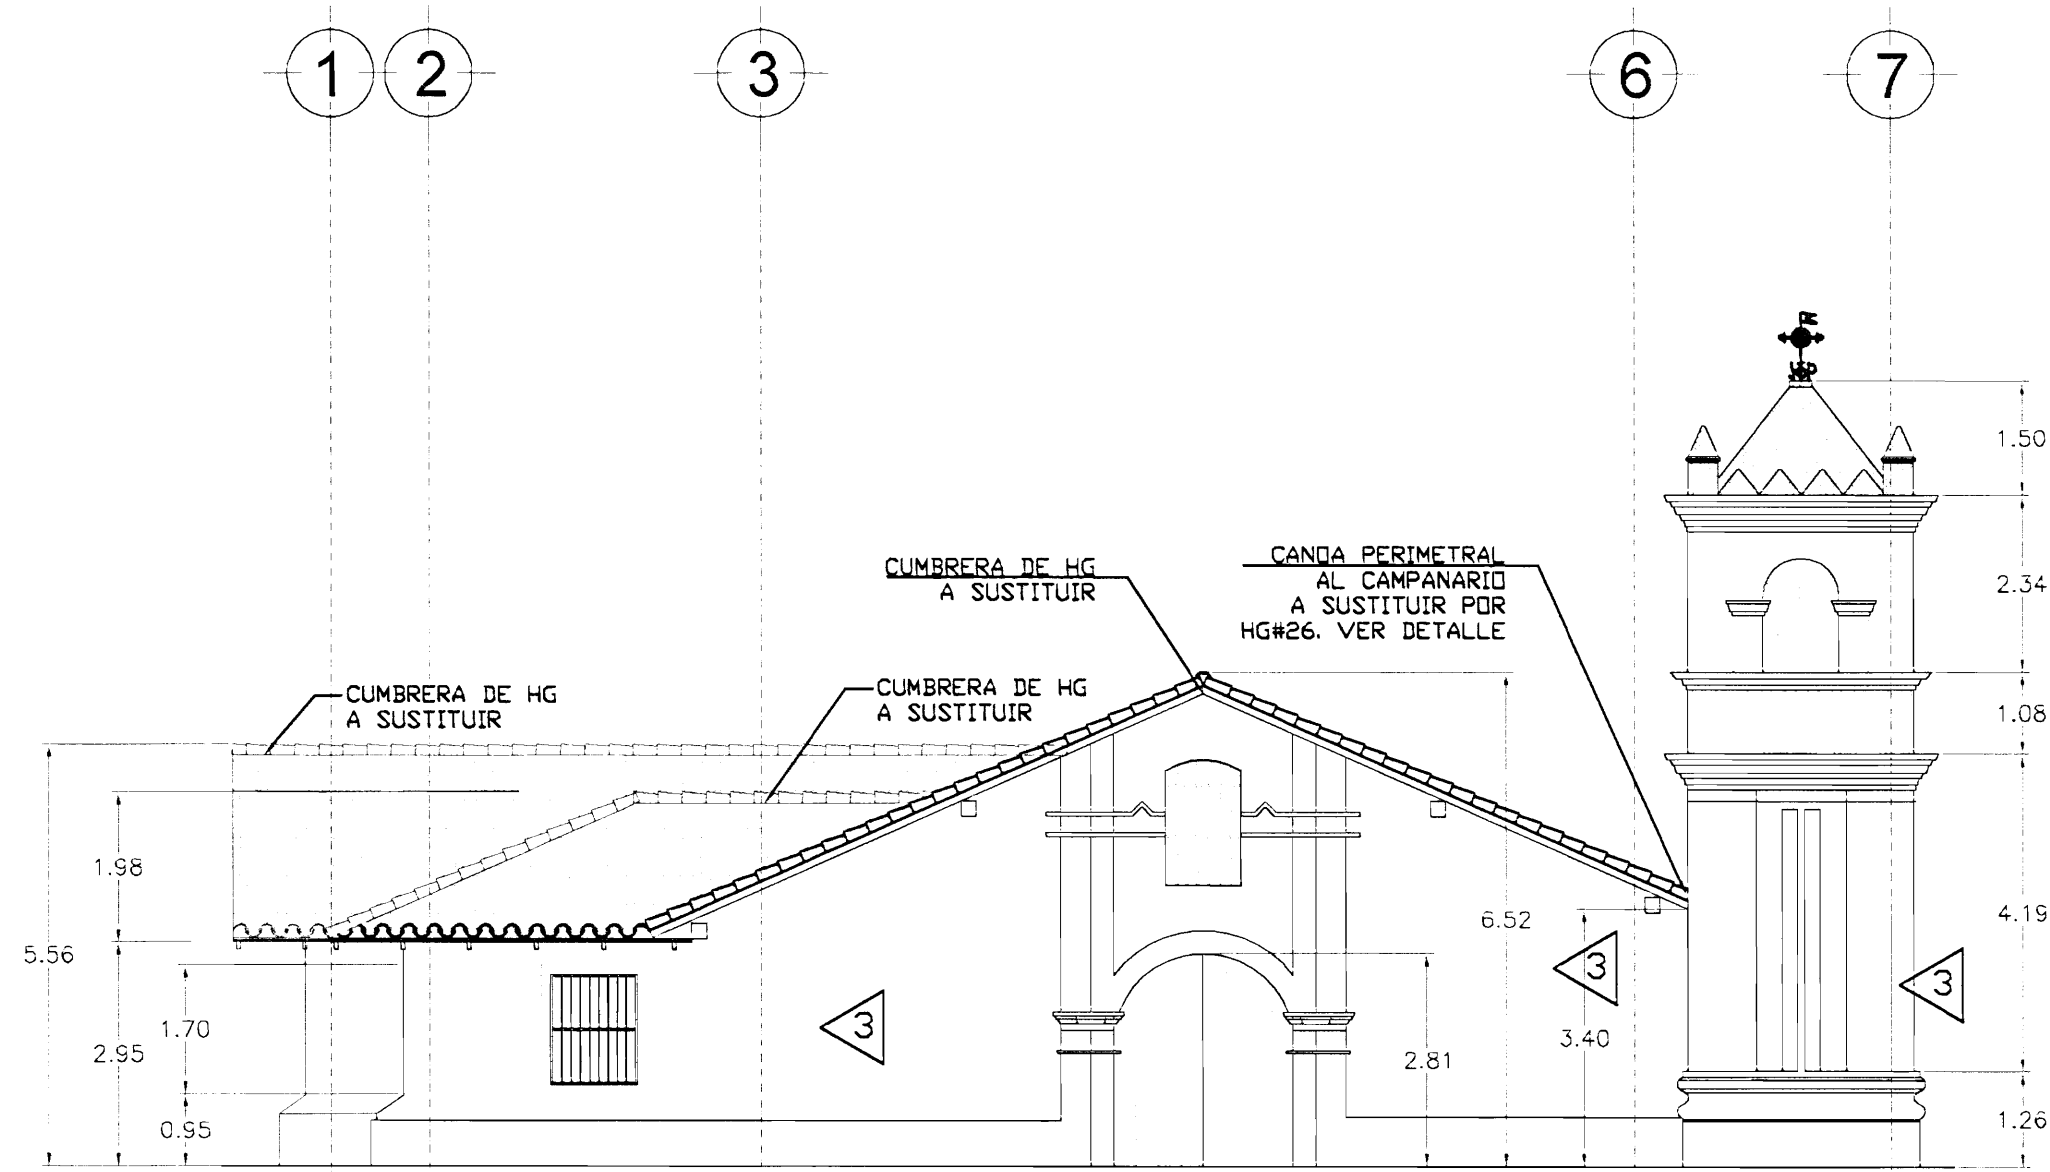 1
2
3
6
7
1.50
CUMBRERA DE HG
A SUSTITUIR
CANOA PERIMETRAL
AL CAMPANARIO
A SUSTITUIR POR
HG#26. VER DETALLE
2.34
CUMBRERA DE HG
A SUSTITUIR
CUMBRERA DE HG
A SUSTITUIR
1.08
1.98
5.56
6.52
4.19
3
3
3
1.70
2.95
3.40
2.81
0.95
1.26